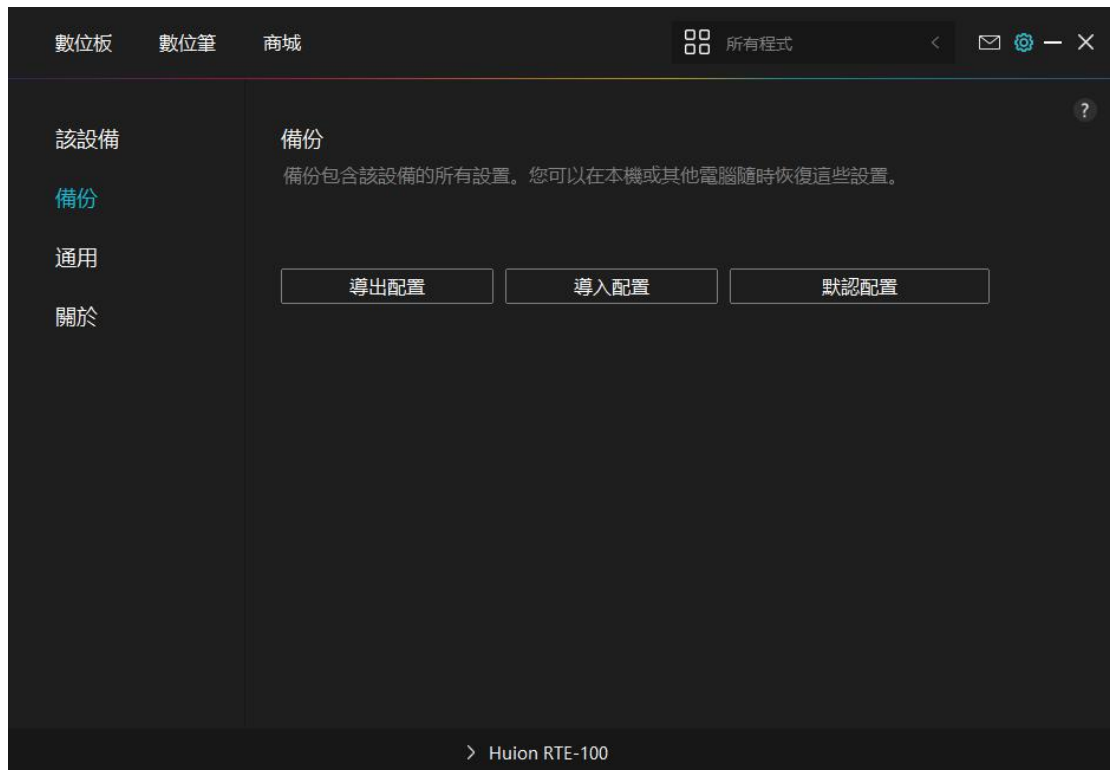 數位板 數位筆 商城 所有程式
?
該設備
備份
通用
關於
備份
備份包含該設備的所有設置。您可以在本機或其他電腦隨時恢復這些設置。
導出配置 導入配置 默認配置
Huion RTE-100